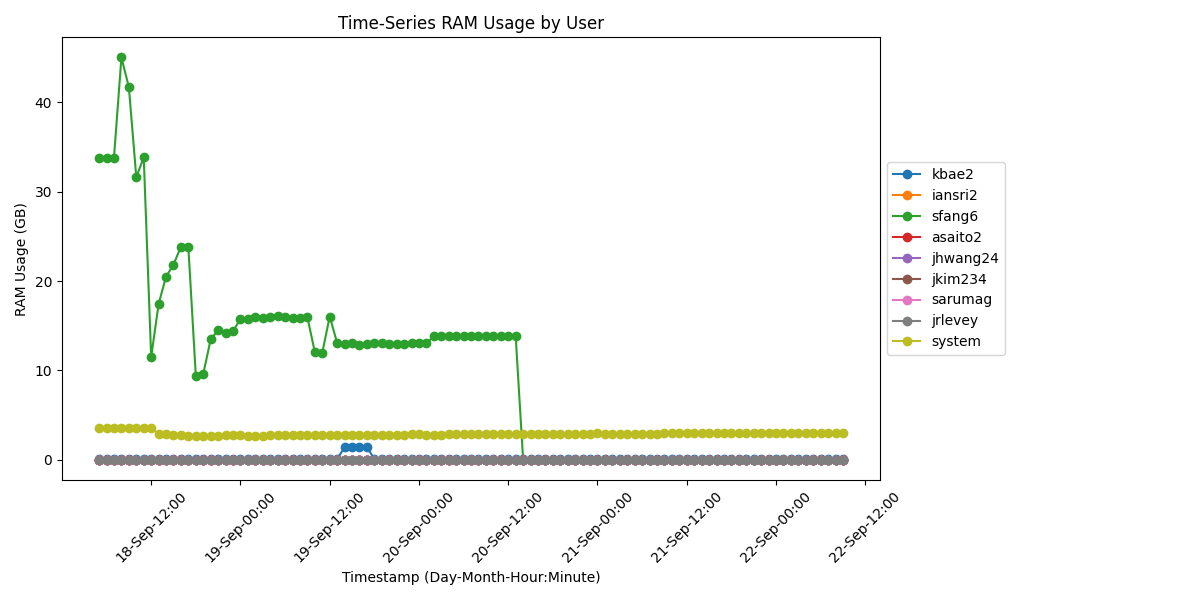 Time-Series RAM Usage by User
RAM Usage (GB)
40
30
20
10
0
18-Sep-12:00
19-Sep-00:00
19-Sep-12:00
20-Sep-00:00
20-Sep-12:00
21-Sep-00:00
21-Sep-12:00
22-Sep-00:00
22-Sep-12:00
Timestamp (Day-Month-Hour:Minute)
kbae2
iansri2
sfang6
asaito2
jhwang24
jkim234
sarumag
jrlevey
system